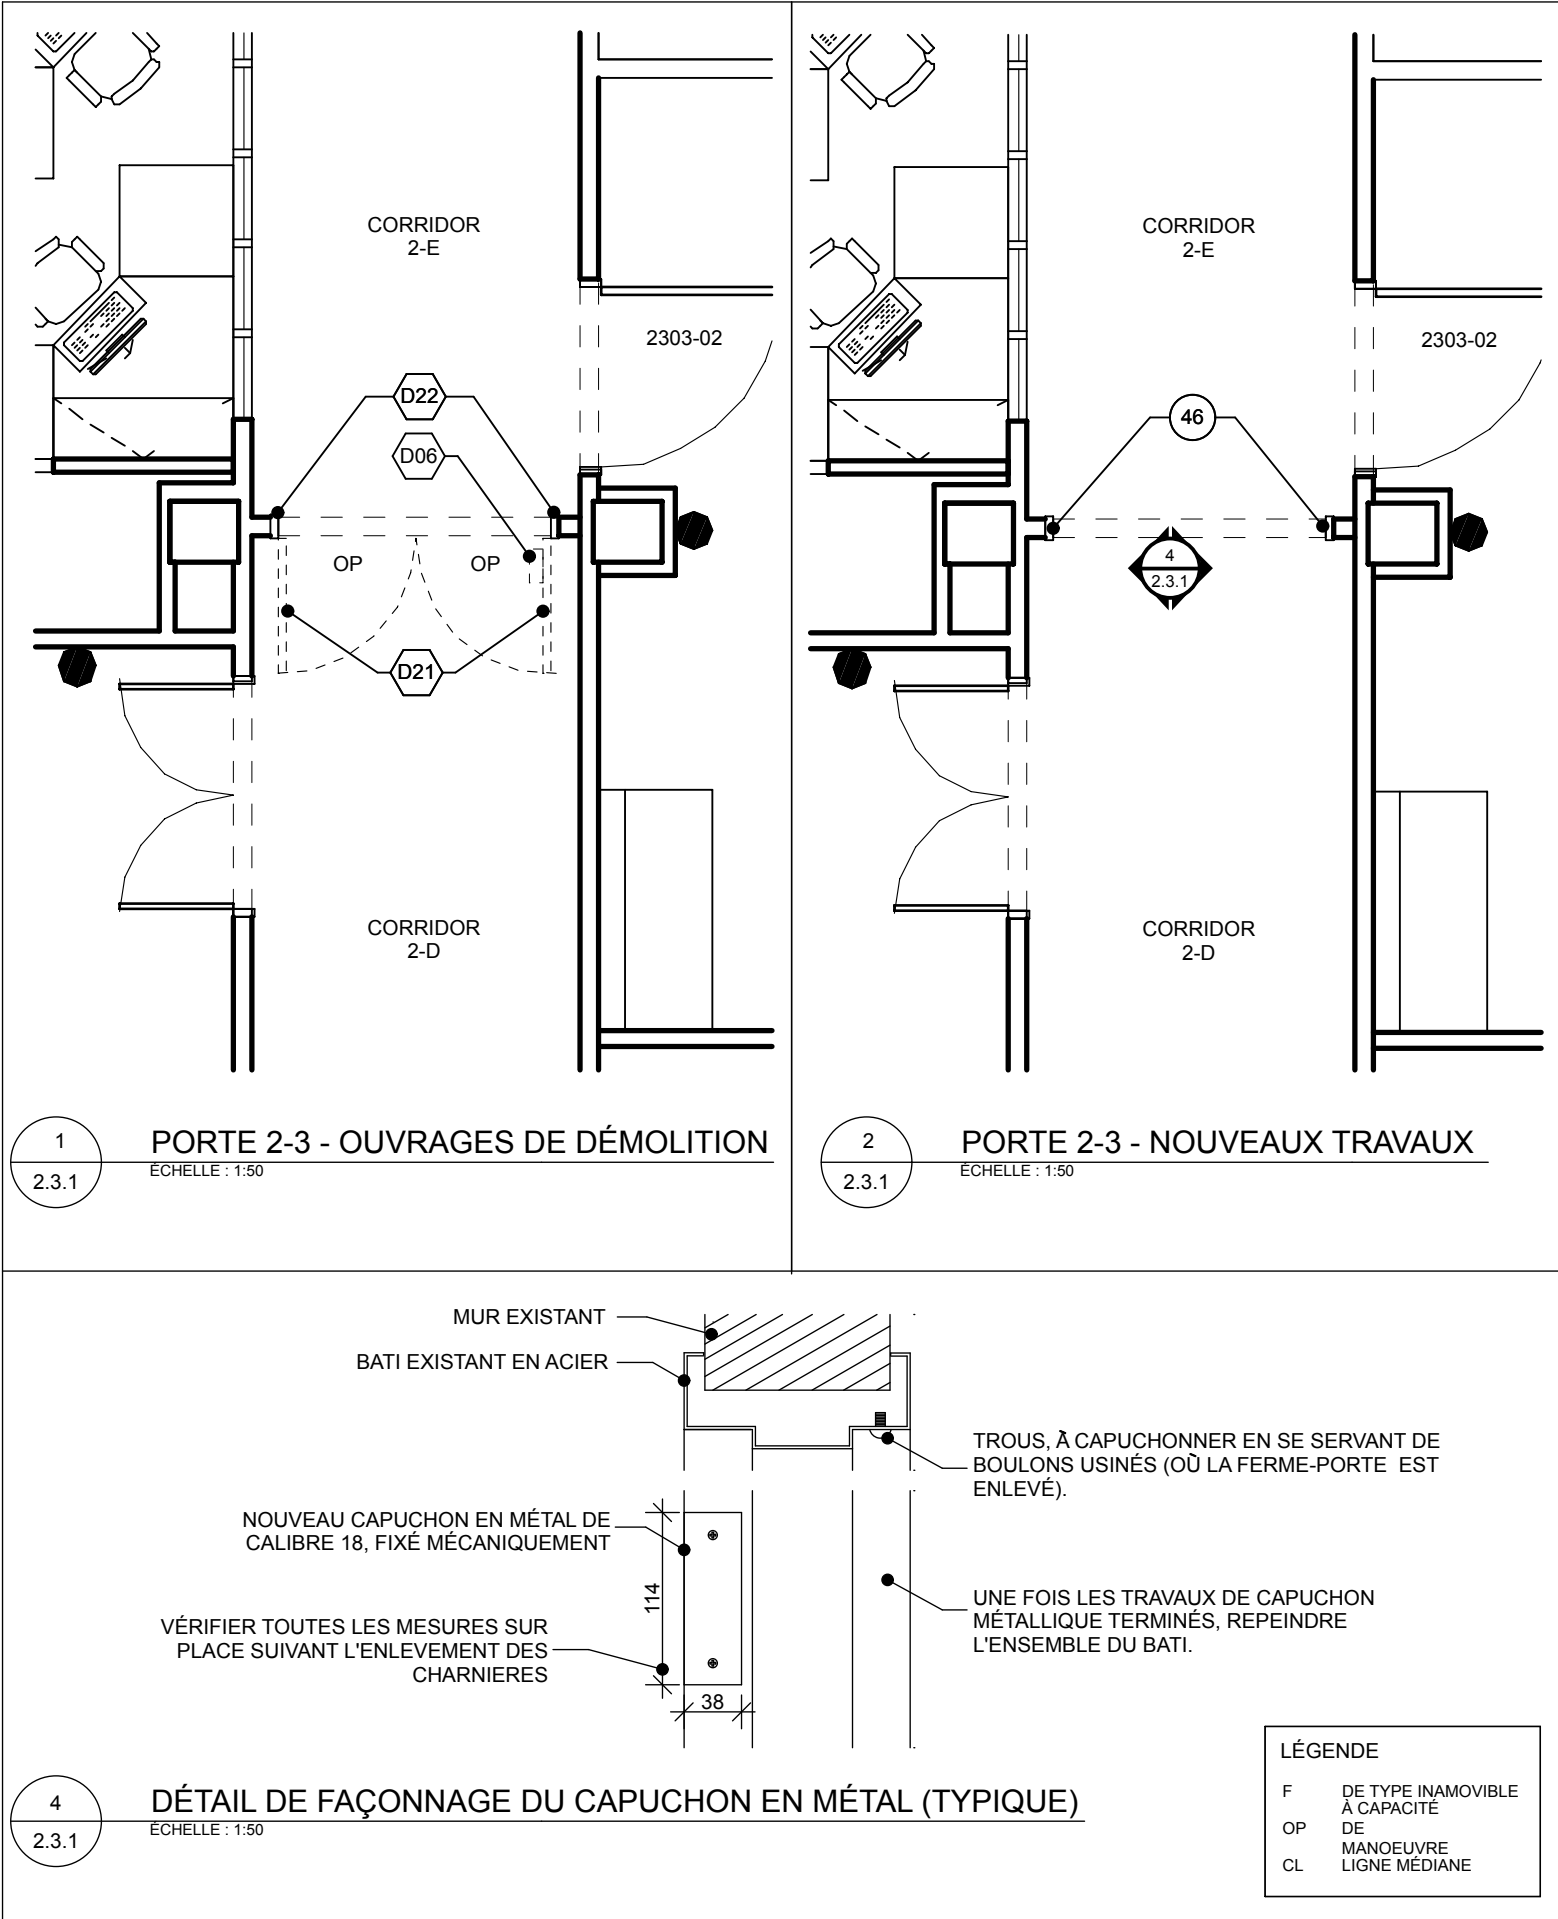 CORRIDOR
2-E
2303-02
D22
D06
OP
OP
D21
CORRIDOR
2-D
1
2.3.1
PORTE 2-3 - OUVRAGES DE DÉMOLITION
ÉCHELLE : 1:50
CORRIDOR
2-E
2303-02
46
4
2.3.1
CORRIDOR
2-D
2
2.3.1
PORTE 2-3 - NOUVEAUX TRAVAUX
ÉCHELLE : 1:50
MUR EXISTANT
BATI EXISTANT EN ACIER
TROUS, À CAPUCHONNER EN SE SERVANT DE
BOULONS USINÉS (OÙ LA FERME-PORTE EST
ENLEVÉ).
NOUVEAU CAPUCHON EN MÉTAL DE
CALIBRE 18, FIXÉ MÉCANIQUEMENT
114
VÉRIFIER TOUTES LES MESURES SUR
PLACE SUIVANT L'ENLEVEMENT DES
CHARNIERES
38
UNE FOIS LES TRAVAUX DE CAPUCHON
MÉTALLIQUE TERMINÉS, REPEINDRE
L'ENSEMBLE DU BATI.
4
2.3.1
DÉTAIL DE FAÇONNAGE DU CAPUCHON EN MÉTAL (TYPIQUE)
ÉCHELLE : 1:50
LÉGENDE
F DE TYPE INAMOVIBLE
À CAPACITÉ
OP DE
MANOEUVRE
CL LIGNE MÉDIANE